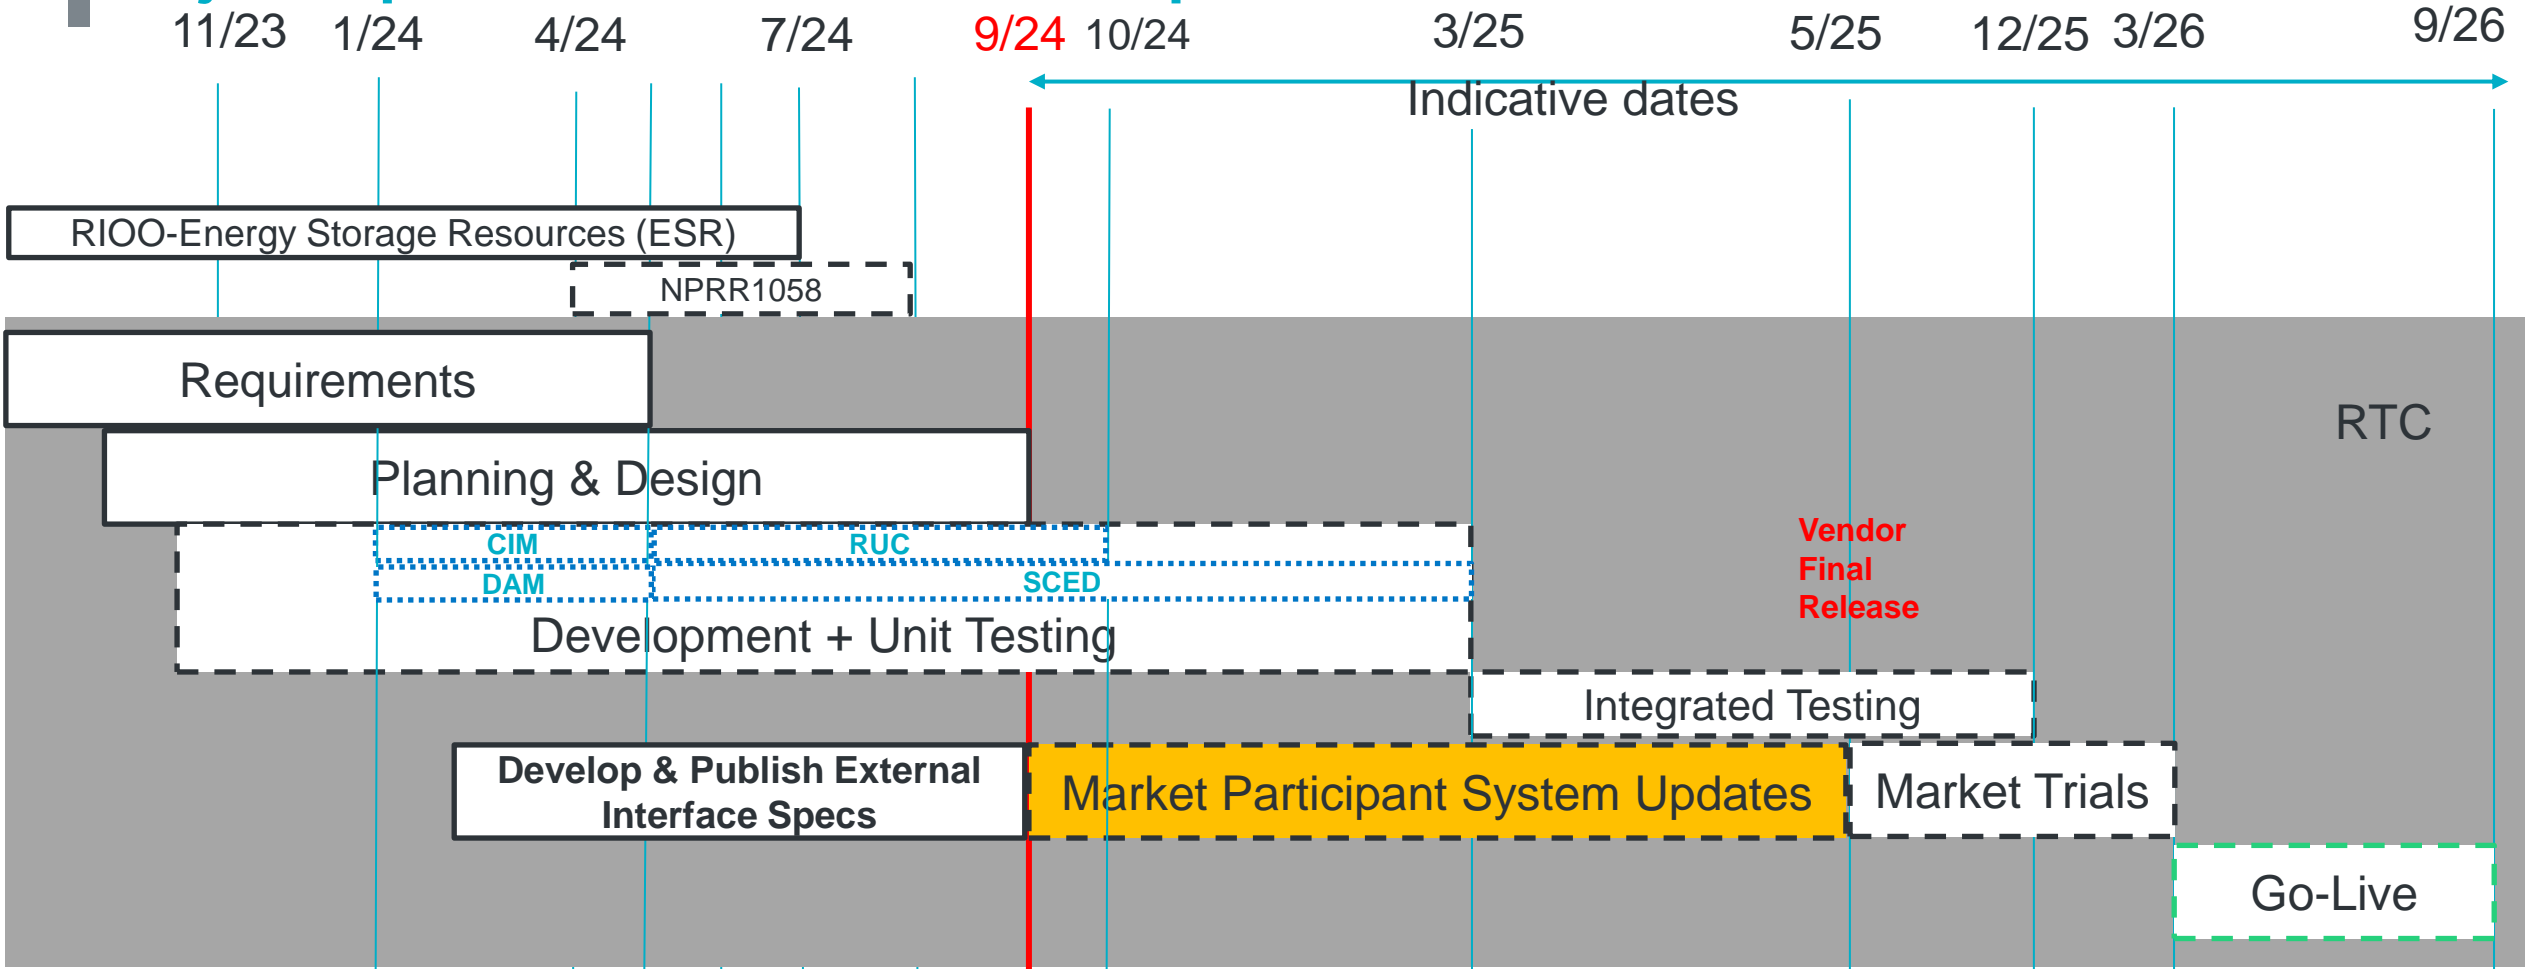 11/23 1/24 4/24 7/24 9/24 10/24 3/25 5/25 12/25 3/26 9/26
Indicative dates
RIOO-Energy Storage Resources (ESR)
NPRR1058
Requirements
RTC
Planning & Design
CIM RUC
DAM SCED
Development + Unit Testing
Vendor
Final
Release
Integrated Testing
Develop & Publish External
Interface Specs
Market Participant System Updates
Market Trials
Go-Live